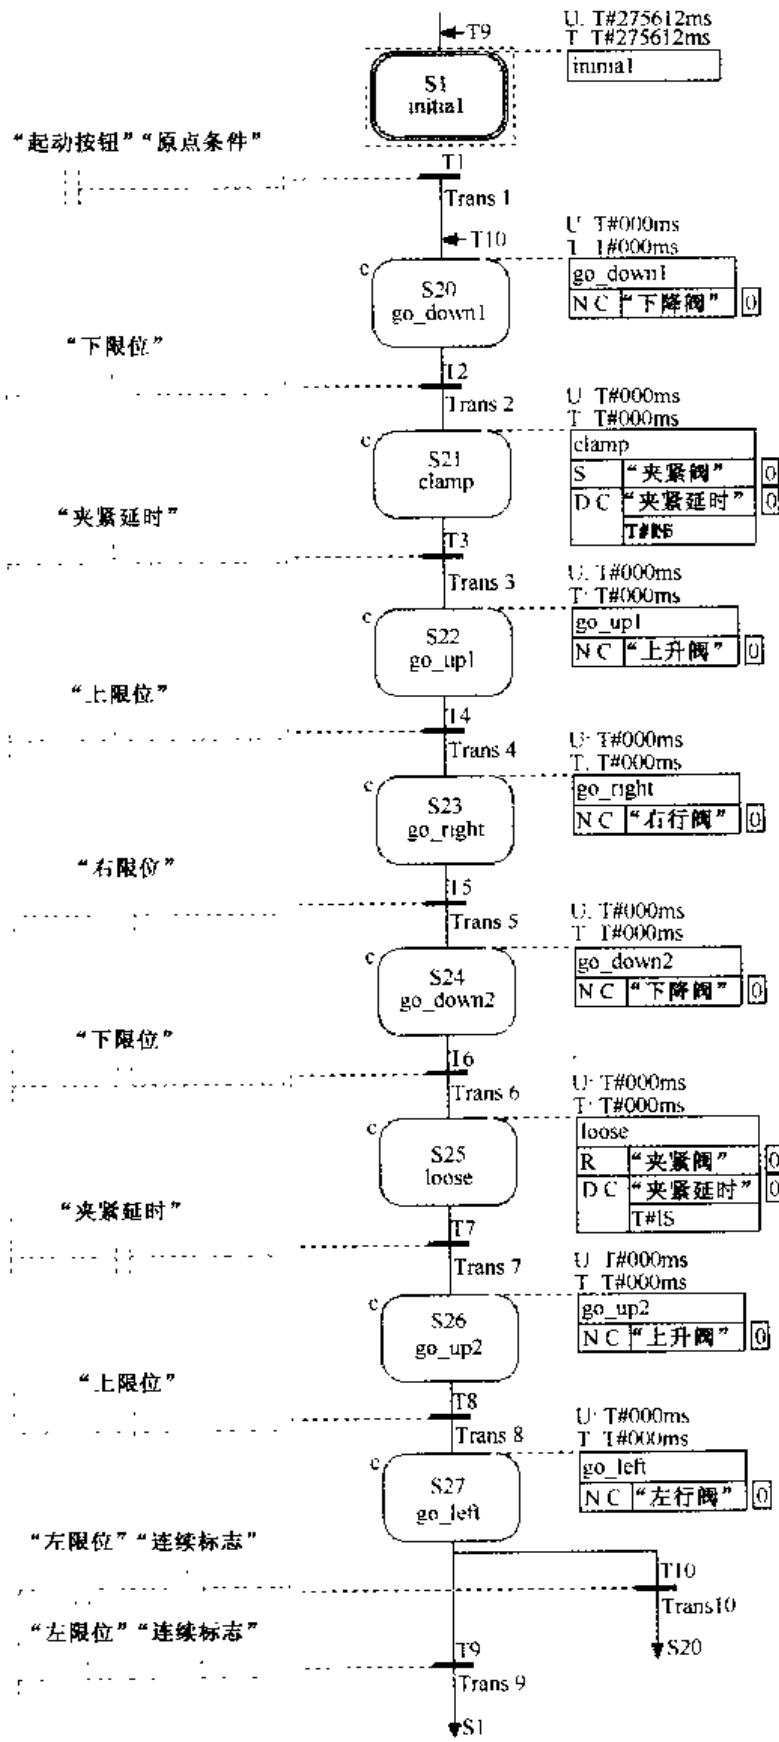 T9
U. T#275612ms
T T#275612ms
S1
initial
initial
"起动按钮" "原点条件"
T1
Trans 1
T10
U T#000ms
T T#000ms
c
S20
go_down1
go_down1
N C "下降阀" 0
"下限位"
T2
Trans 2
U T#000ms
T T#000ms
c
S21
clamp
clamp
S "夹紧阀" 0
D C "夹紧延时" 0
"夹紧延时"
T3
Trans 3
U. T#000ms
T: T#000ms
c
S22
go_up1
go_up1
N C "上升阀" 0
"上限位"
T4
Trans 4
U: T#000ms
T. T#000ms
c
S23
go_right
go_right
N C "右行阀" 0
"右限位"
T5
Trans 5
U. T#000ms
T T#000ms
c
S24
go_down2
go_down2
N C "下降阀" 0
"下限位"
T6
Trans 6
U: T#000ms
T: T#000ms
c
S25
loose
loose
R "夹紧阀" 0
D C "夹紧延时" 0
T#1S
"夹紧延时"
T7
Trans 7
U T#000ms
T T#000ms
c
S26
go_up2
go_up2
N C "上升阀" 0
"上限位"
T8
Trans 8
U: T#000ms
T T#000ms
c
S27
go_left
go_left
N C "左行阀" 0
"左限位" "连续标志"
T10
Trans10
S20
"左限位" "连续标志"
T9
Trans 9
S1